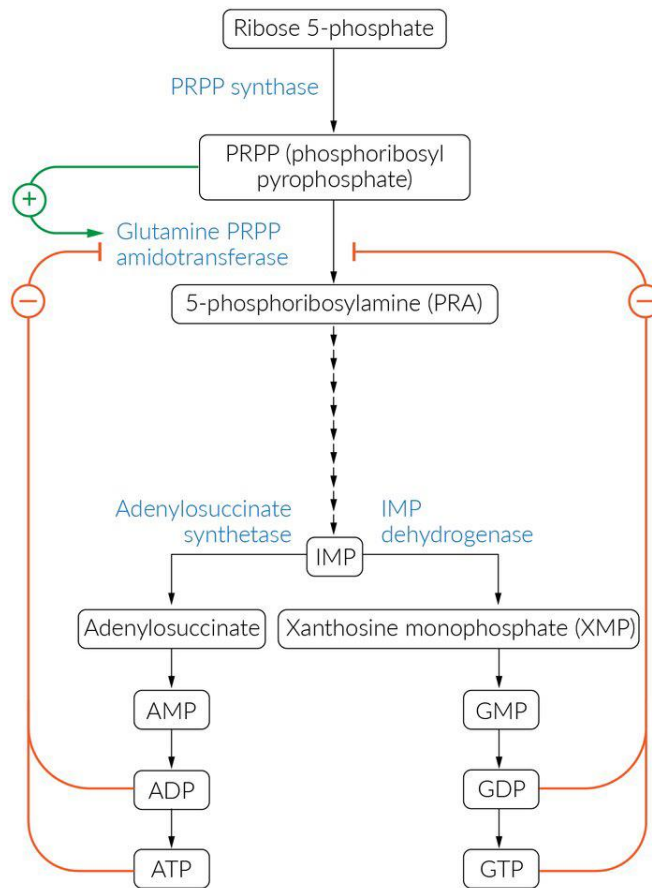 Ribose 5-phosphate
PRPP synthase
PRPP (phosphoribosyl
pyrophosphate)
+
Glutamine PRPP
amidotransferase
−
−
5-phosphoribosylamine (PRA)
Adenylosuccinate
synthetase
IMP
dehydrogenase
IMP
Adenylosuccinate
Xanthosine monophosphate (XMP)
AMP
GMP
ADP
GDP
ATP
GTP